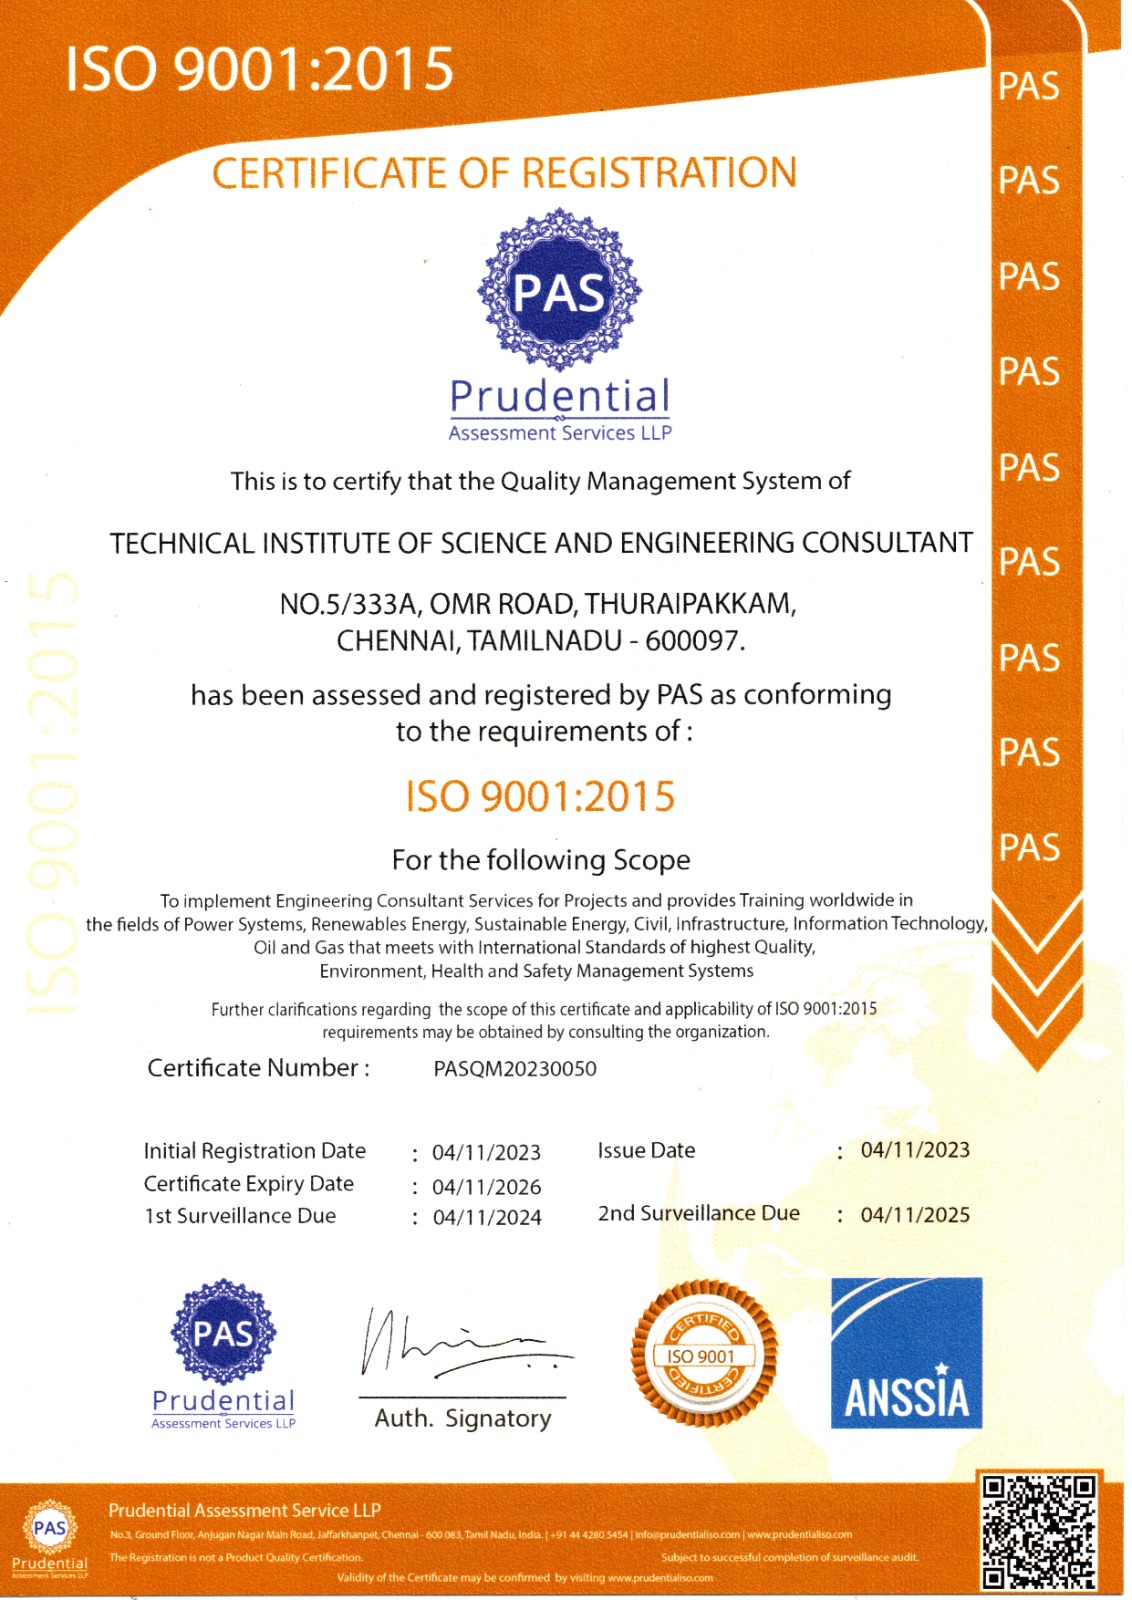 ISO 9001:2015
CERTIFICATE OF REGISTRATION
PAS
Prudential
Assessment Services LLP
This is to certify that the Quality Management System of
TECHNICAL INSTITUTE OF SCIENCE AND ENGINEERING CONSULTANT
NO.5/333A, OMR ROAD, THURAIPAKKAM,
CHENNAI, TAMILNADU - 600097.
has been assessed and registered by PAS as conforming
to the requirements of :
ISO 9001:2015
For the following Scope
To implement Engineering Consultant Services for Projects and provides Training worldwide in
the fields of Power Systems, Renewables Energy, Sustainable Energy, Civil, Infrastructure, Information Technology,
Oil and Gas that meets with International Standards of highest Quality,
Environment, Health and Safety Management Systems
Further clarifications regarding the scope of this certificate and applicability of ISO 9001:2015
requirements may be obtained by consulting the organization.
Certificate Number : PASQM20230050
Initial Registration Date : 04/11/2023 Issue Date : 04/11/2023
Certificate Expiry Date : 04/11/2026
1st Surveillance Due : 04/11/2024 2nd Surveillance Due : 04/11/2025
PAS
Prudential
Assessment Services LLP
Auth. Signatory
CERTIFIED
ISO 9001
CERTIFIED
ANSSIA
PAS
PAS
PAS
PAS
PAS
PAS
PAS
PAS
PAS
ISO 9001:2015
PAS
Prudential
Assessment Services LLP
Prudential Assessment Service LLP
No.3, Ground Floor, Anjugan Nagar Main Road, Jaffarkhanpet, Chennai - 600 083, Tamil Nadu, India. | +91 44 4280 5454 | info@prudentialiso.com | www.prudentialiso.com
The Registration is not a Product Quality Certification. Subject to successful completion of surveillance audit.
Validity of the Certificate may be confirmed by visiting www.prudentialiso.com